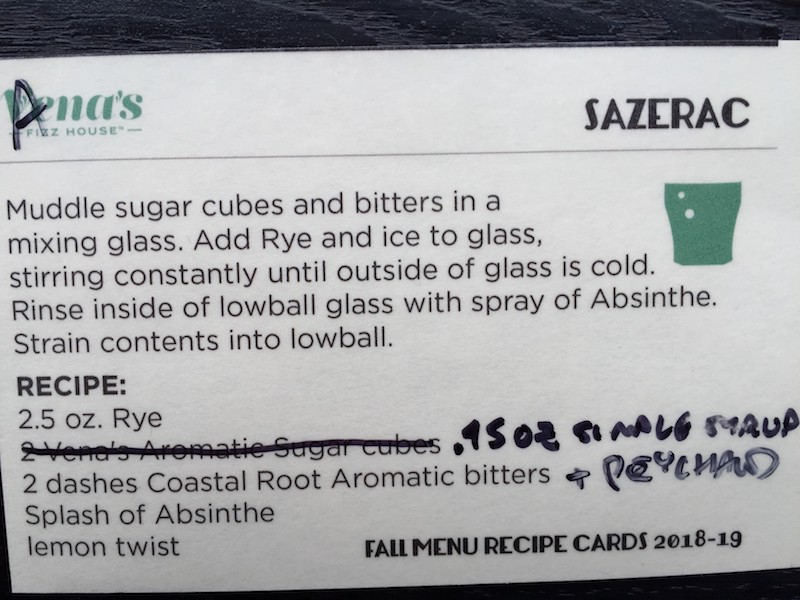 Vena's
FIZZ HOUSE™
SAZERAC
Muddle sugar cubes and bitters in a
mixing glass. Add Rye and ice to glass,
stirring constantly until outside of glass is cold.
Rinse inside of lowball glass with spray of Absinthe.
Strain contents into lowball.
RECIPE:
2.5 oz. Rye
2 Vena's Aromatic Sugar cubes OZ SIMPLE SYRUP
2 dashes Coastal Root Aromatic bitters + PEYCHAUD
Splash of Absinthe
lemon twist
FALL MENU RECIPE CARDS 2018-19